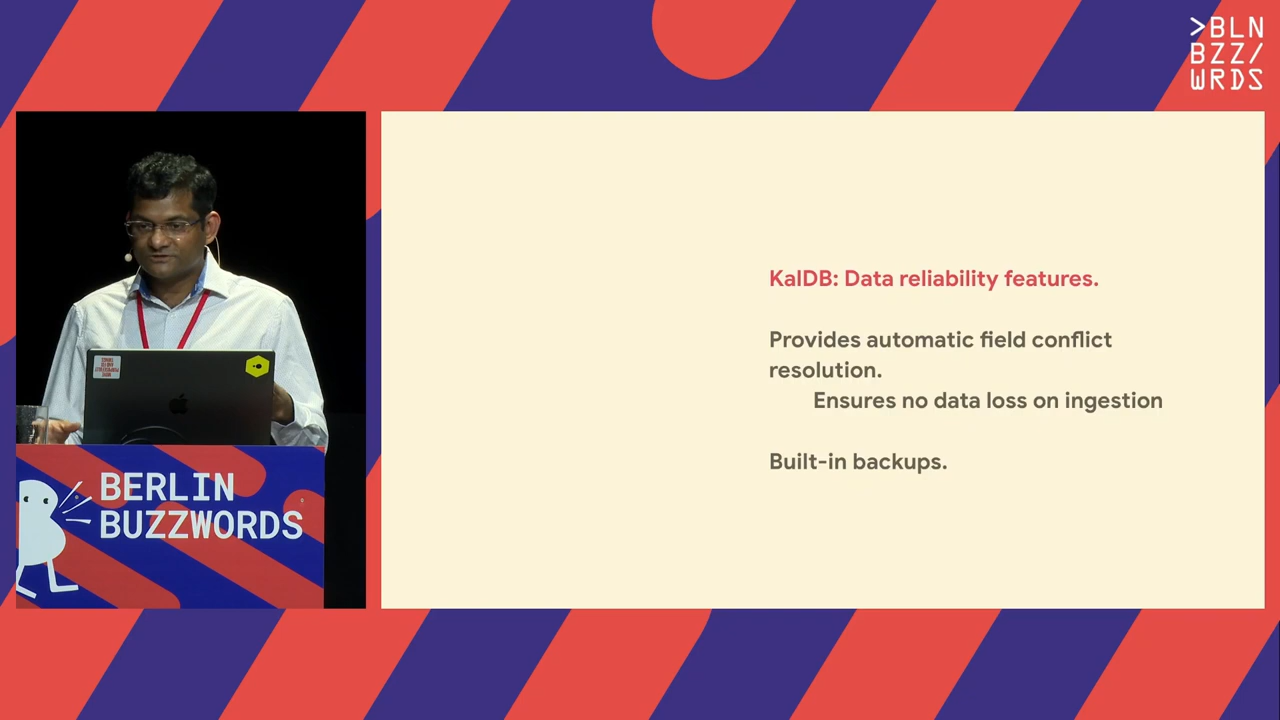 >BLN
BZZ/
WRDS
KalDB: Data reliability features.
Provides automatic field conflict
resolution.
Ensures no data loss on ingestion
Built-in backups.
BERLIN
BUZZWORDS